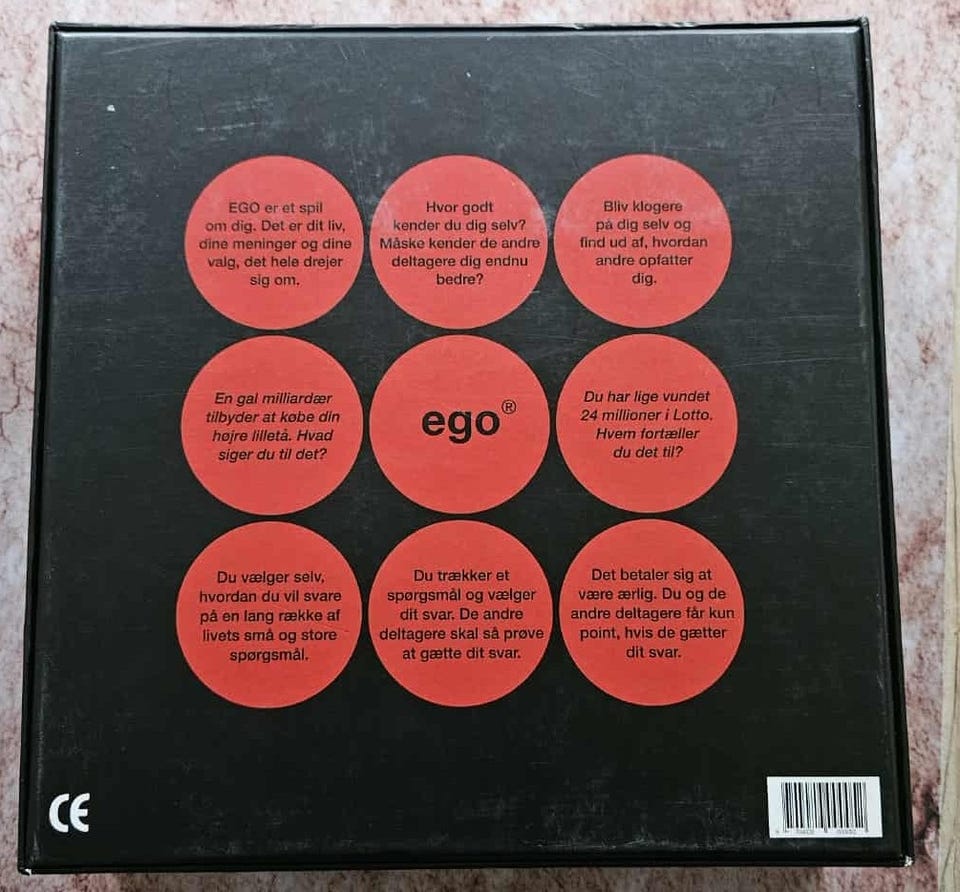 EGO er et spil
om dig. Det er dit liv,
dine meninger og dine
valg, det hele drejer
sig om.
Hvor godt
kender du dig selv?
Måske kender de andre
deltagere dig endnu
bedre?
Bliv klogere
på dig selv og
find ud af, hvordan
andre opfatter
dig.
En gal milliardær
tilbyder at købe din
højre lilletå. Hvad
siger du til det?
ego®
Du har lige vundet
24 millioner i Lotto.
Hvem fortæller
du det til?
Du vælger selv,
hvordan du vil svare
på en lang række af
livets små og store
spørgsmål.
Du trækker et
spørgsmål og vælger
dit svar. De andre
deltagere skal så prøve
at gætte dit svar.
Det betaler sig at
være ærlig. Du og de
andre deltagere får kun
point, hvis de gætter
dit svar.
CE